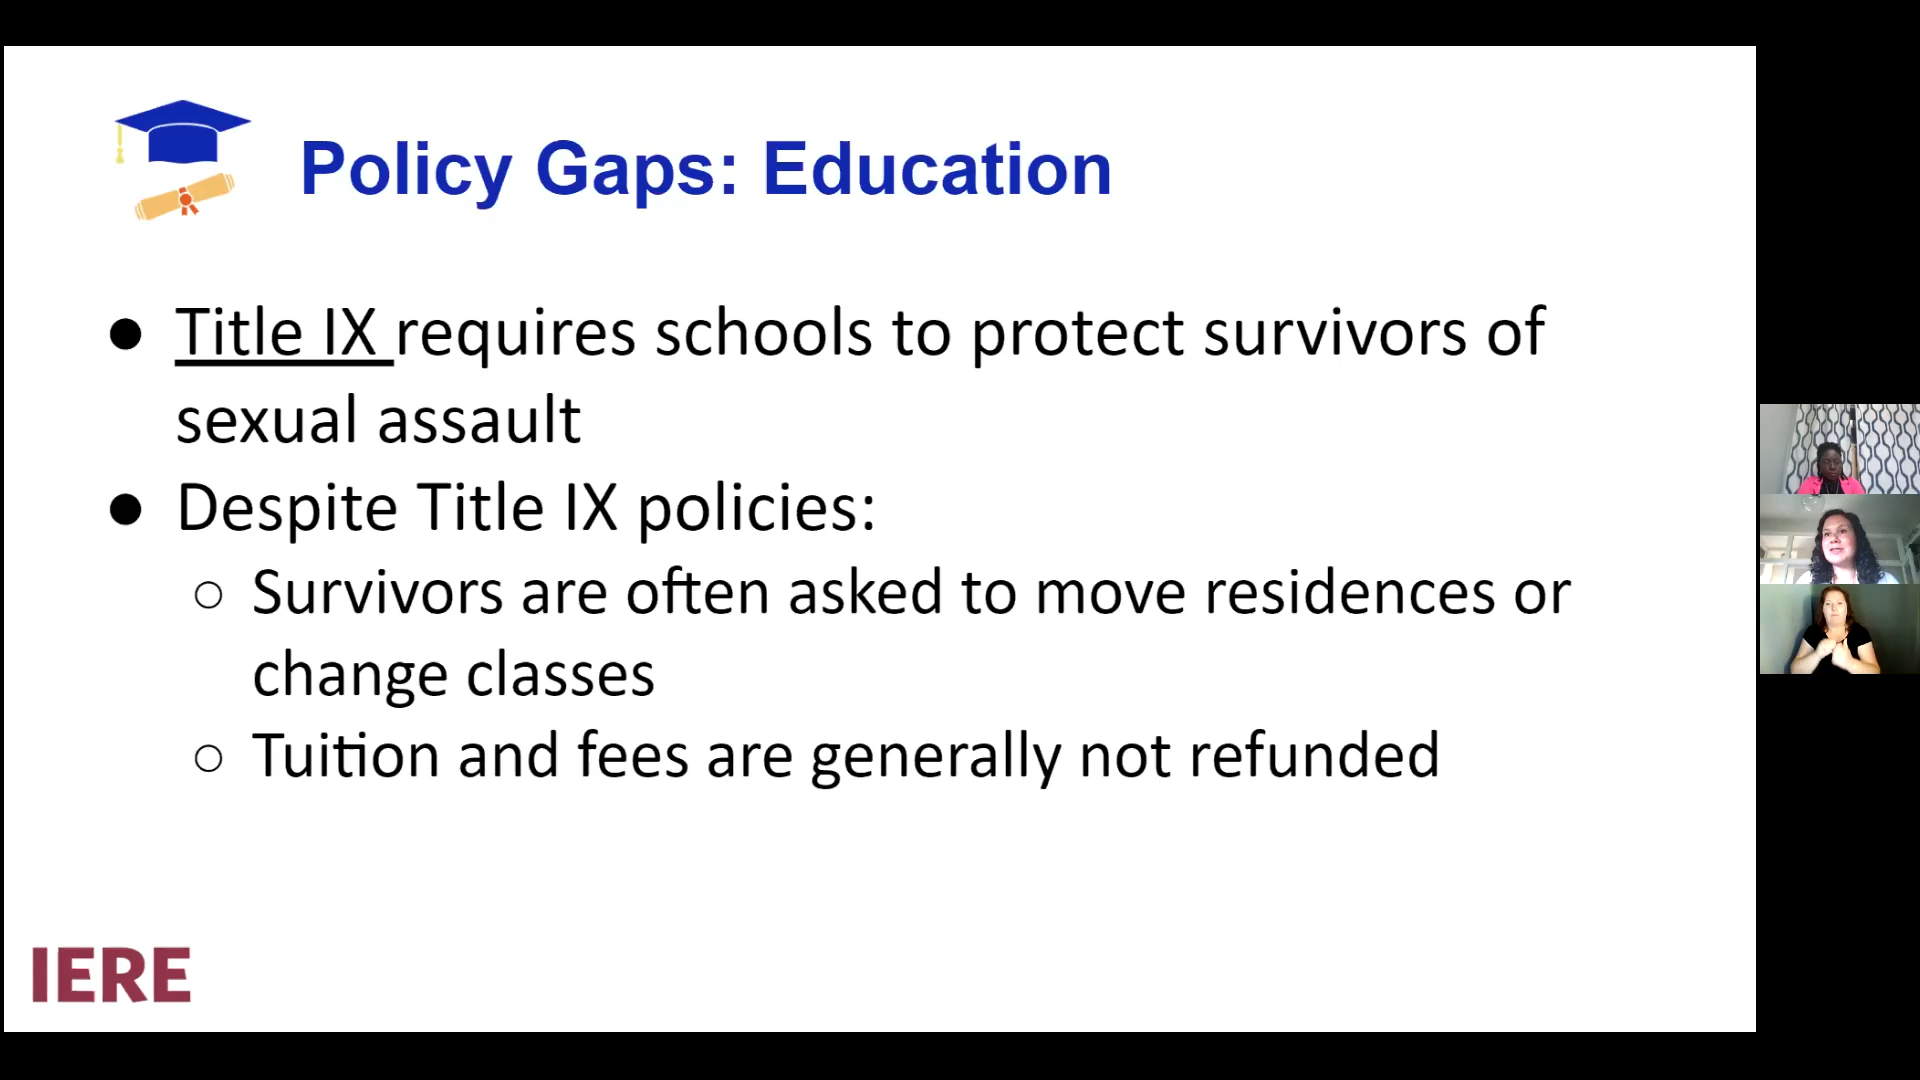 Policy Gaps: Education
● Title IX requires schools to protect survivors of
sexual assault
● Despite Title IX policies:
○ Survivors are often asked to move residences or
change classes
○ Tuition and fees are generally not refunded
IERE